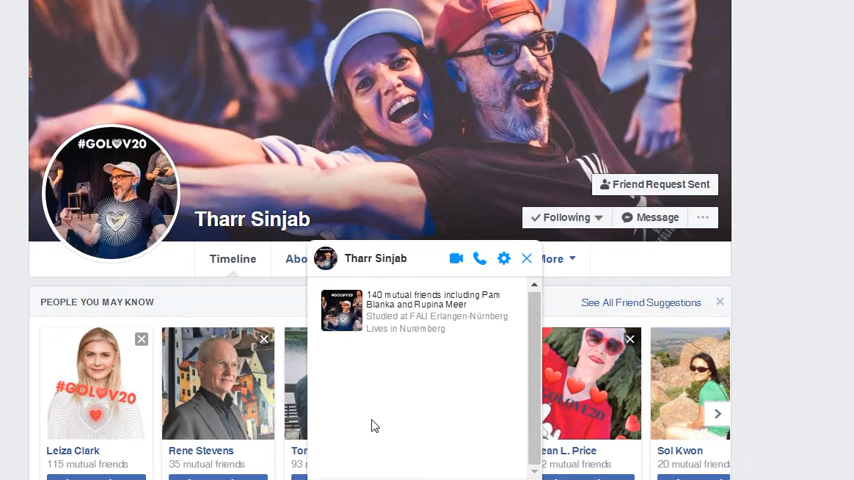 #GOLOV20
Friend Request Sent
Tharr Sinjab
Following
Message
Timeline
Abo
More
Tharr Sinjab
PEOPLE YOU MAY KNOW
See All Friend Suggestions
140 mutual friends including Pam
Blanka and Rupina Meer
Studied at FAU Erlangen-Nürnberg
Lives in Nuremberg
#GOLOV20
Leiza Clark
115 mutual friends
Rene Stevens
35 mutual friends
Tor
93 r
ean L. Price
2 mutual friends
Sol Kwon
20 mutual friends